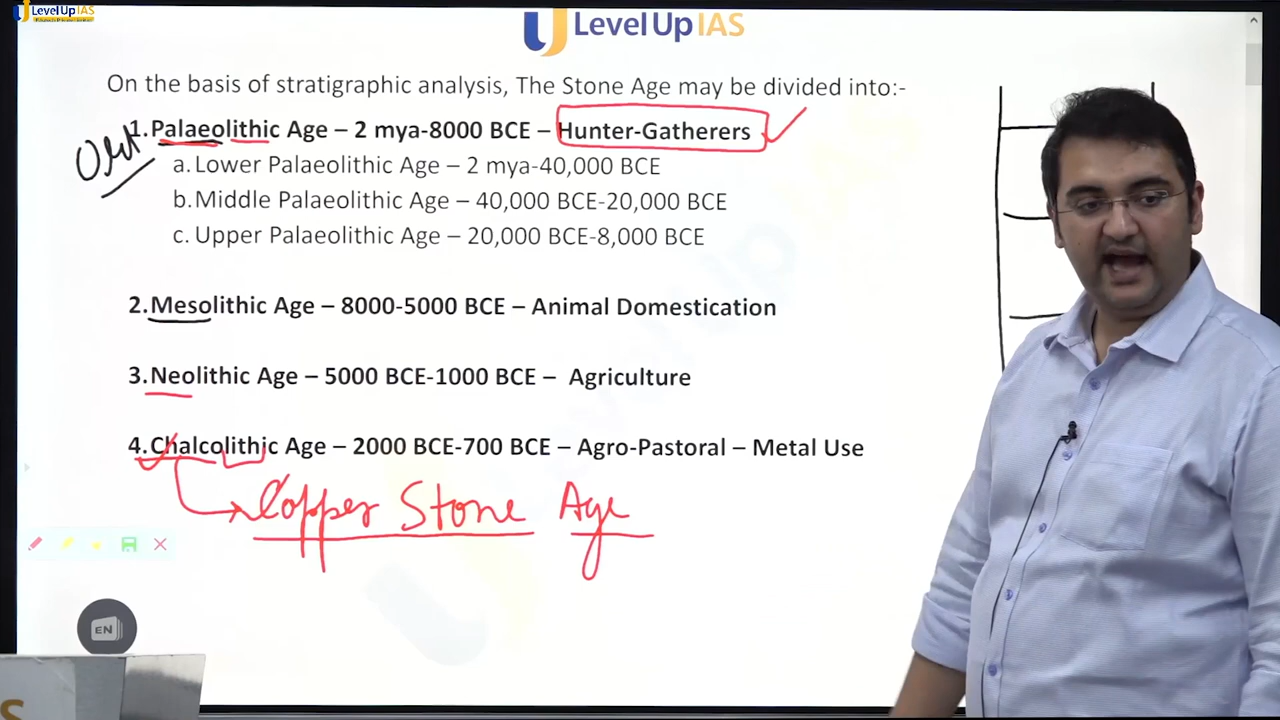 LevelUp IAS
Level Up IAS
On the basis of stratigraphic analysis, The Stone Age may be divided into:-
Old
1. Palaeolithic Age – 2 mya-8000 BCE – Hunter-Gatherers
a. Lower Palaeolithic Age – 2 mya-40,000 BCE
b. Middle Palaeolithic Age – 40,000 BCE-20,000 BCE
c. Upper Palaeolithic Age – 20,000 BCE-8,000 BCE
2. Mesolithic Age – 8000-5000 BCE – Animal Domestication
3. Neolithic Age – 5000 BCE-1000 BCE – Agriculture
4. Chalcolithic Age – 2000 BCE-700 BCE – Agro-Pastoral – Metal Use
Copper Stone Age
EN
S